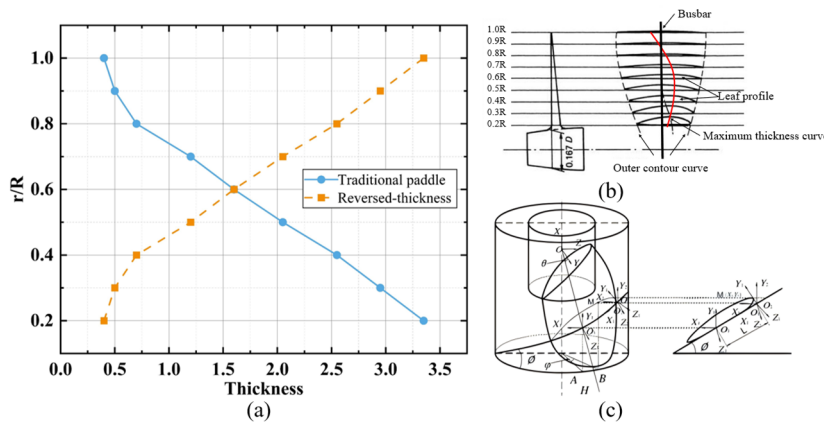 r/R
1.0
0.8
0.6
0.4
0.2
0.0
0.5
1.0
1.5
2.0
2.5
3.0
3.5
Thickness
Traditional paddle
Reversed-thickness
(a)
Busbar
1.0R
0.9R
0.8R
0.7R
0.6R
0.5R
0.4R
0.3R
0.2R
Leaf profile
Maximum thickness curve
0.167 D
Outer contour curve
(b)
X
O
Z
θ
Y
M
Ø
φ
A
B
H
Ø
(c)